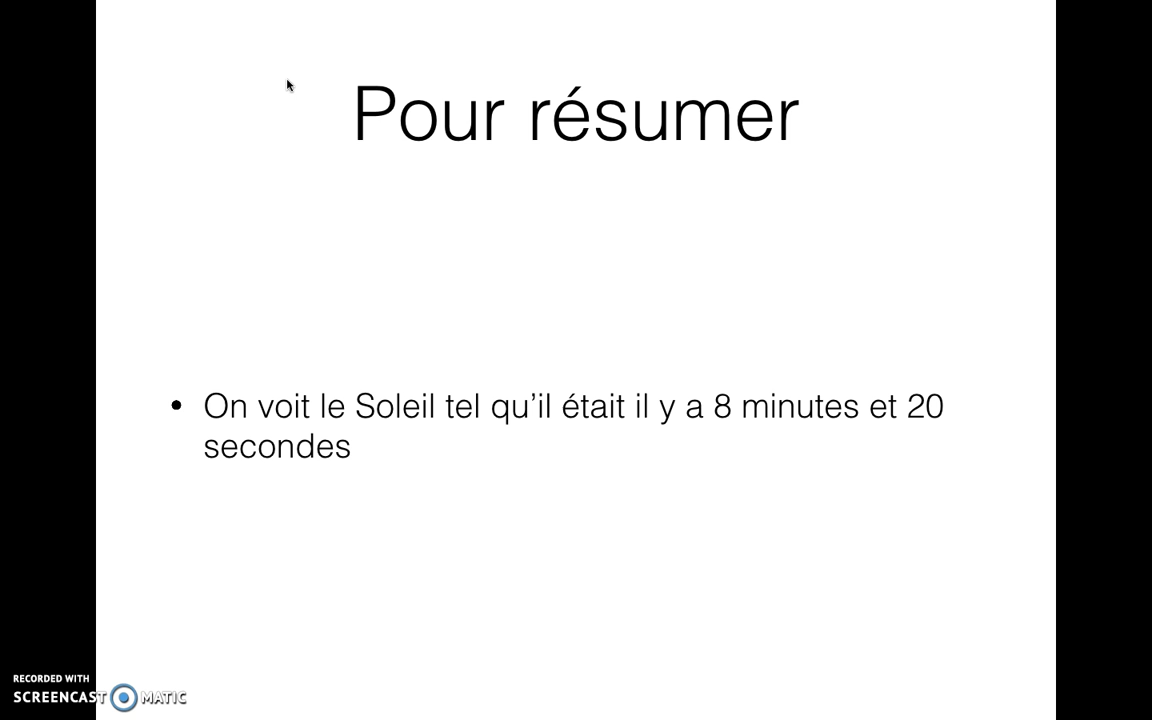 Pour résumer
• On voit le Soleil tel qu’il était il y a 8 minutes et 20
secondes
RECORDED WITH
SCREENCAST MATIC